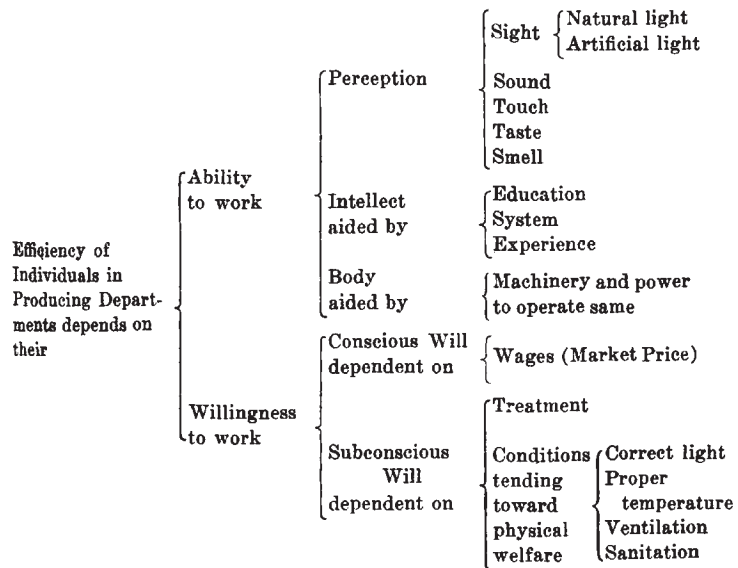 Efficiency of
Individuals in
Producing Depart-
ments depends on
their
Ability
to work
Perception
Sight
Natural light
Artificial light
Sound
Touch
Taste
Smell
Intellect
aided by
Education
System
Experience
Body
aided by
Machinery and power
to operate same
Willingness
to work
Conscious Will
dependent on
Wages (Market Price)
Subconscious
Will
dependent on
Treatment
Conditions
tending
toward
physical
welfare
Correct light
Proper
temperature
Ventilation
Sanitation